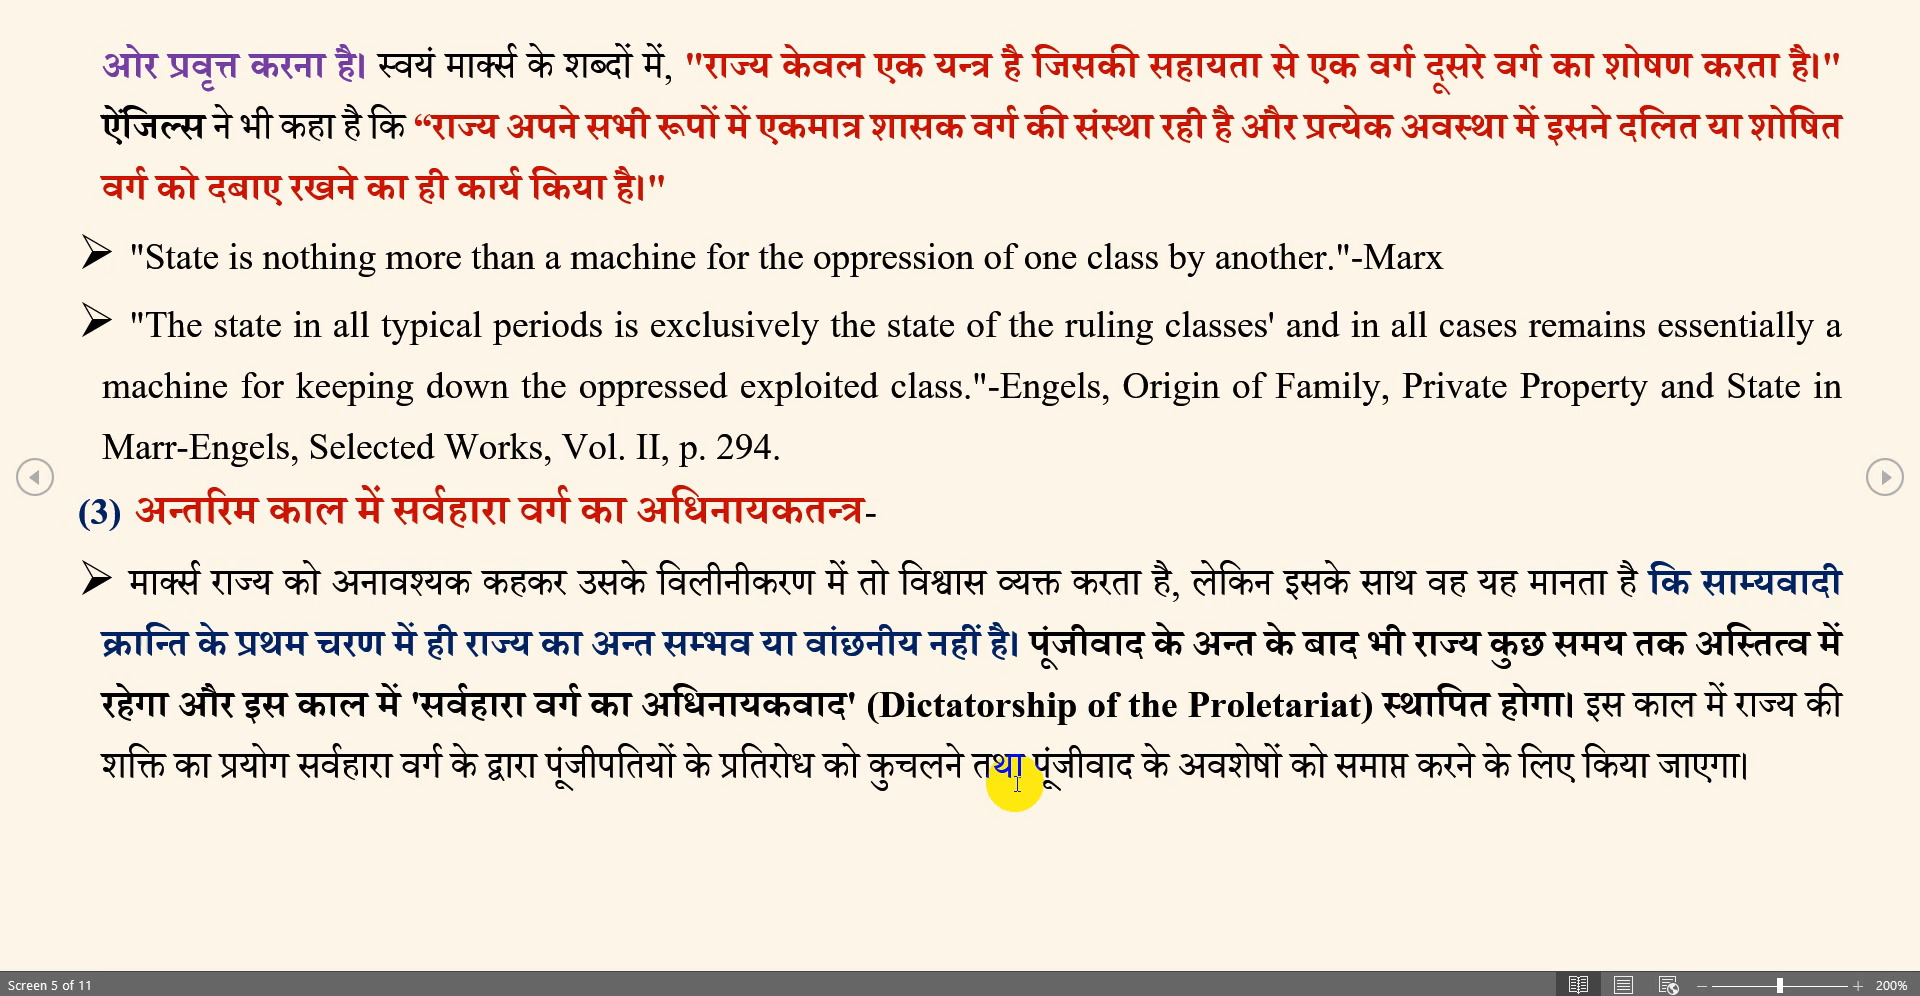 ओर प्रवृत्त करना है। स्वयं मार्क्स के शब्दों में, "राज्य केवल एक यन्त्र है जिसकी सहायता से एक वर्ग दूसरे वर्ग का शोषण करता है।"
ऐंजिल्स ने भी कहा है कि “राज्य अपने सभी रूपों में एकमात्र शासक वर्ग की संस्था रही है और प्रत्येक अवस्था में इसने दलित या शोषित
वर्ग को दबाए रखने का ही कार्य किया है।"
➢ "State is nothing more than a machine for the oppression of one class by another."-Marx
➢ "The state in all typical periods is exclusively the state of the ruling classes' and in all cases remains essentially a
machine for keeping down the oppressed exploited class."-Engels, Origin of Family, Private Property and State in
Marr-Engels, Selected Works, Vol. II, p. 294.
(3) अन्तरिम काल में सर्वहारा वर्ग का अधिनायकतन्त्र-
➢ मार्क्स राज्य को अनावश्यक कहकर उसके विलीनीकरण में तो विश्वास व्यक्त करता है, लेकिन इसके साथ वह यह मानता है कि साम्यवादी
क्रान्ति के प्रथम चरण में ही राज्य का अन्त सम्भव या वांछनीय नहीं है। पूंजीवाद के अन्त के बाद भी राज्य कुछ समय तक अस्तित्व में
रहेगा और इस काल में 'सर्वहारा वर्ग का अधिनायकवाद' (Dictatorship of the Proletariat) स्थापित होगा। इस काल में राज्य की
शक्ति का प्रयोग सर्वहारा वर्ग के द्वारा पूंजीपतियों के प्रतिरोध को कुचलने तथा पूंजीवाद के अवशेषों को समाप्त करने के लिए किया जाएगा।
Screen 5 of 11
200%